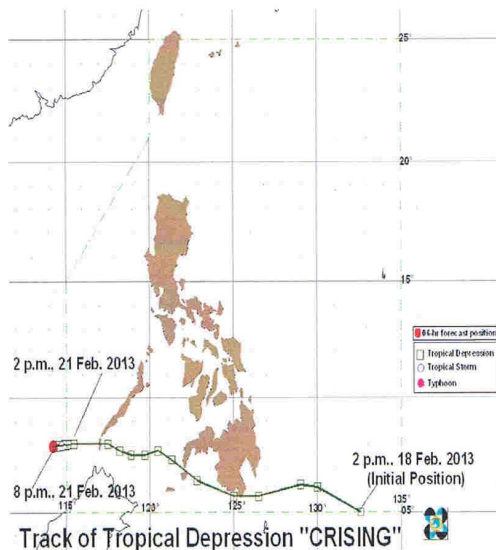 25°
20°
15
06-hr forecast position
Tropical Depression
Tropical Storm
Typhoon
2 p.m., 21 Feb. 2013
2 p.m.. 18 Feb. 2013
(Initial Position)
8 p.m., 21 Feb. 2013
115°
120°
125°
130°
135°
05°
Track of Tropical Depression "CRISING"